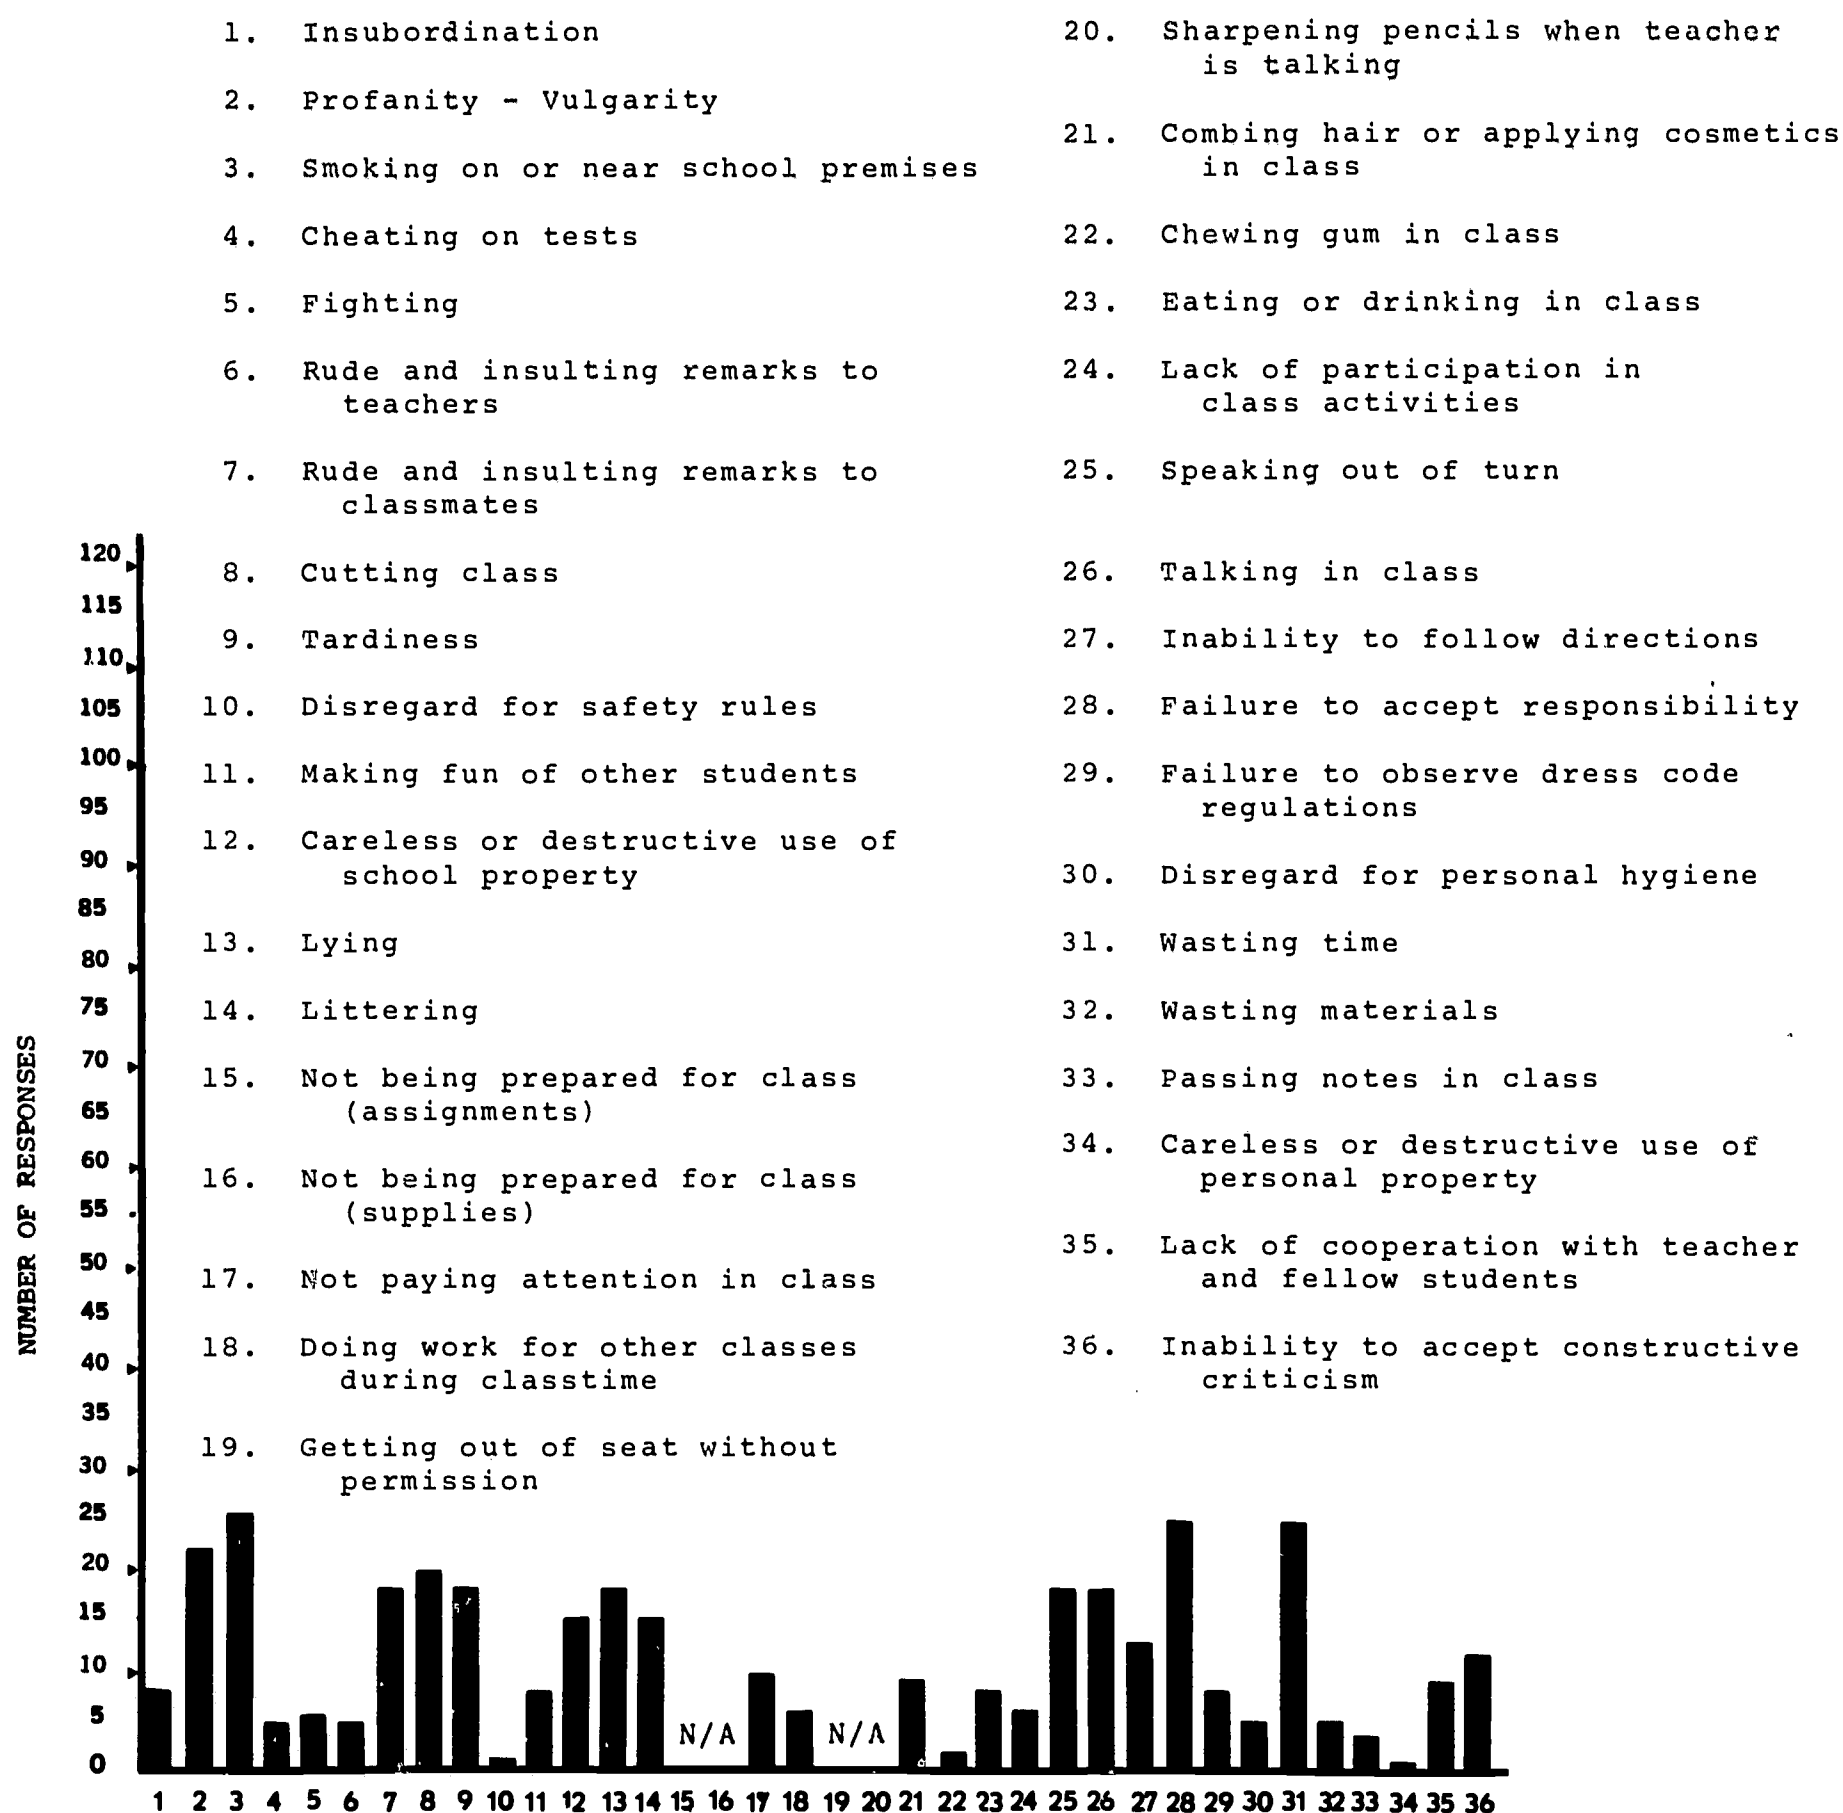 1. Insubordination
2. Profanity - Vulgarity
3. Smoking on or near school premises
4. Cheating on tests
5. Fighting
6. Rude and insulting remarks to
teachers
7. Rude and insulting remarks to
classmates
8. Cutting class
9. Tardiness
10. Disregard for safety rules
11. Making fun of other students
12. Careless or destructive use of
school property
13. Lying
14. Littering
15. Not being prepared for class
(assignments)
16. Not being prepared for class
(supplies)
17. Not paying attention in class
18. Doing work for other classes
during classtime
19. Getting out of seat without
permission
20. Sharpening pencils when teacher
is talking
21. Combing hair or applying cosmetics
in class
22. Chewing gum in class
23. Eating or drinking in class
24. Lack of participation in
class activities
25. Speaking out of turn
26. Talking in class
27. Inability to follow directions
28. Failure to accept responsibility
29. Failure to observe dress code
regulations
30. Disregard for personal hygiene
31. Wasting time
32. Wasting materials
33. Passing notes in class
34. Careless or destructive use of
personal property
35. Lack of cooperation with teacher
and fellow students
36. Inability to accept constructive
criticism
NUMBER OF RESPONSES
120
115
110
105
100
95
90
85
80
75
70
65
60
55
50
45
40
35
30
25
20
15
10
5
0
N/A N/A
1 2 3 4 5 6 7 8 9 10 11 12 13 14 15 16 17 18 19 20 21 22 23 24 25 26 27 28 29 30 31 32 33 34 35 36